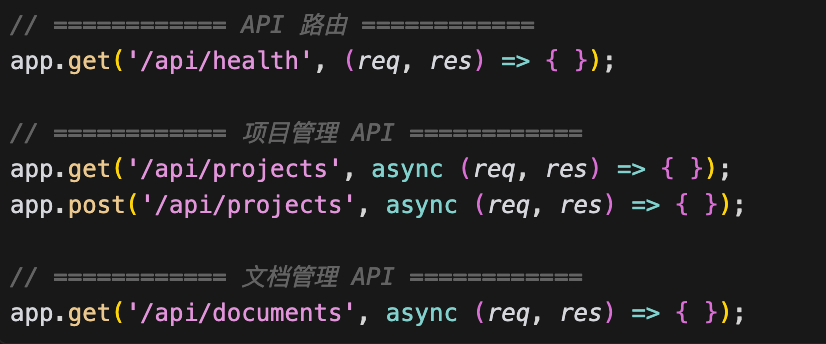 // ============ API 路由 ============
app.get('/api/health', (req, res) => { });
// ============ 项目管理 API ============
app.get('/api/projects', async (req, res) => { });
app.post('/api/projects', async (req, res) => { });
// ============ 文档管理 API ============
app.get('/api/documents', async (req, res) => { });